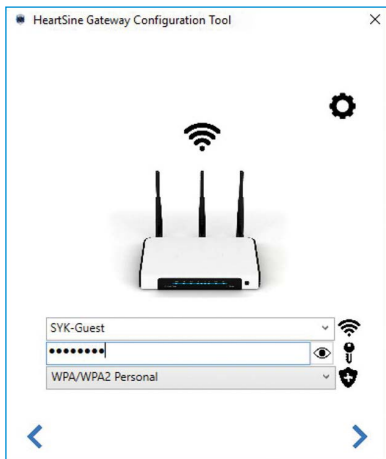 HeartSine Gateway Configuration Tool
SYK-Guest
••••••••
WPA/WPA2 Personal